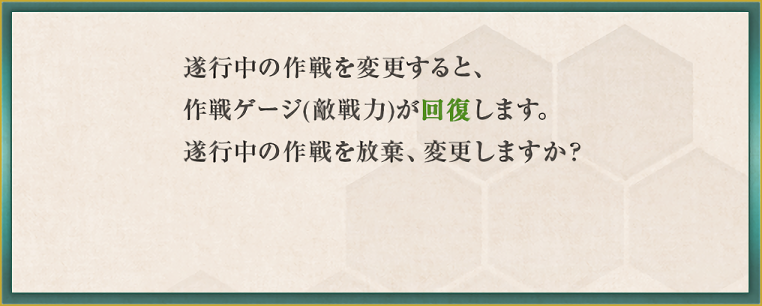 遂行中の作戦を変更すると、
作戦ゲージ(敵戦力)が回復します。
遂行中の作戦を放棄、変更しますか?